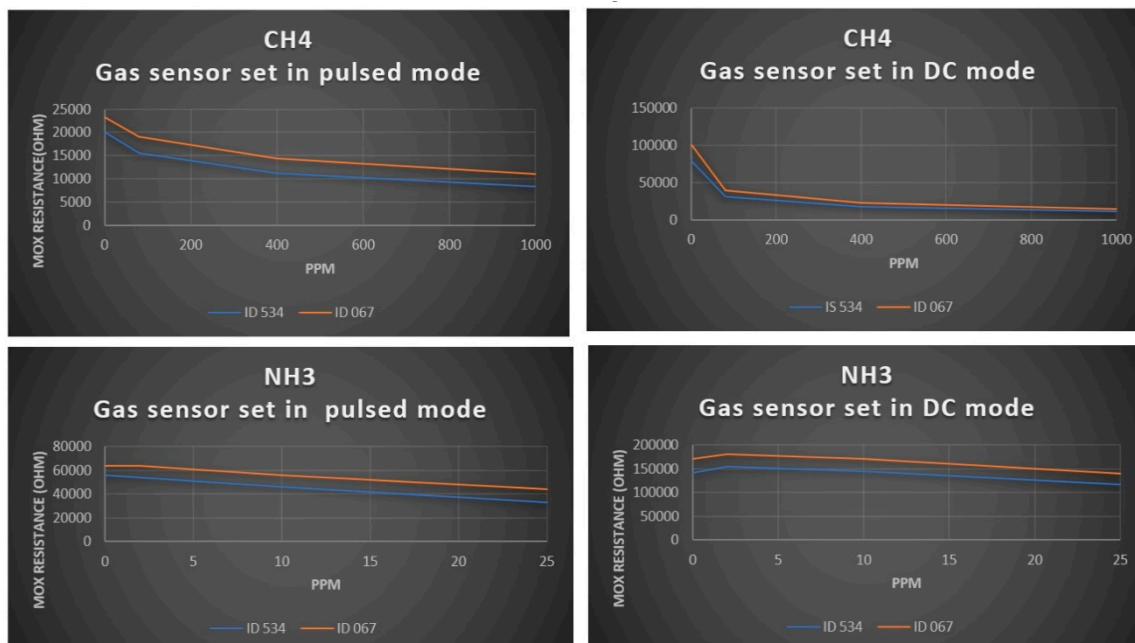 CH4
Gas sensor set in pulsed mode
MOX RESISTANCE(OHM)
25000
20000
15000
10000
5000
0
0 200 400 600 800 1000
PPM
ID 534 ID 067
CH4
Gas sensor set in DC mode
150000
100000
50000
0
0 200 400 600 800 1000
PPM
IS 534 ID 067
NH3
Gas sensor set in pulsed mode
MOX RESISTANCE (OHM)
80000
60000
40000
20000
0
0 5 10 15 20 25
PPM
ID 534 ID 067
NH3
Gas sensor set in DC mode
MOX RESISTANCE (OHM)
200000
150000
100000
50000
0
0 5 10 15 20 25
PPM
ID 534 ID 067